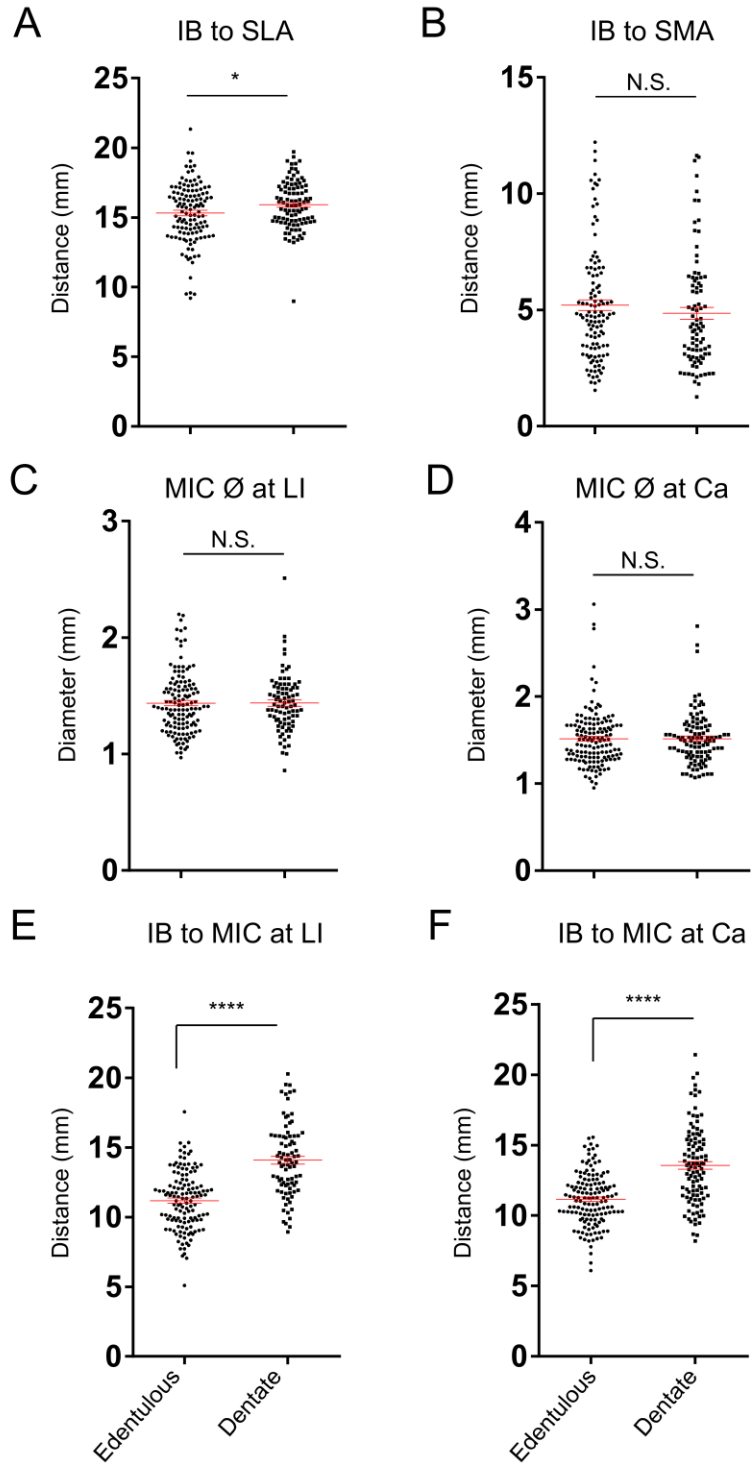 A
IB to SLA
*
25
20
15
10
5
0
Distance (mm)
B
IB to SMA
N.S.
15
10
5
0
Distance (mm)
C
MIC Ø at LI
N.S.
3
2
1
0
Diameter (mm)
D
MIC Ø at Ca
N.S.
4
3
2
1
0
Diameter (mm)
E
IB to MIC at LI
****
25
20
15
10
5
0
Distance (mm)
Edentulous
Dentate
F
IB to MIC at Ca
****
25
20
15
10
5
0
Distance (mm)
Edentulous
Dentate